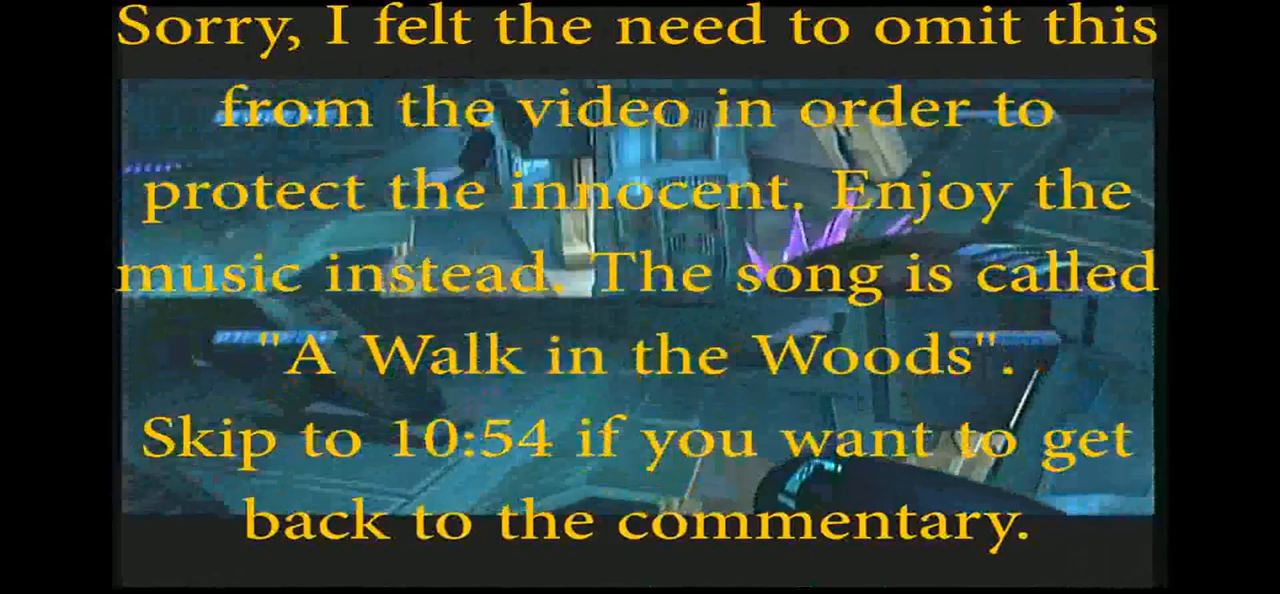 Sorry, I felt the need to omit this
from the video in order to
protect the innocent. Enjoy the
music instead. The song is called
"A Walk in the Woods".
Skip to 10:54 if you want to get
back to the commentary.